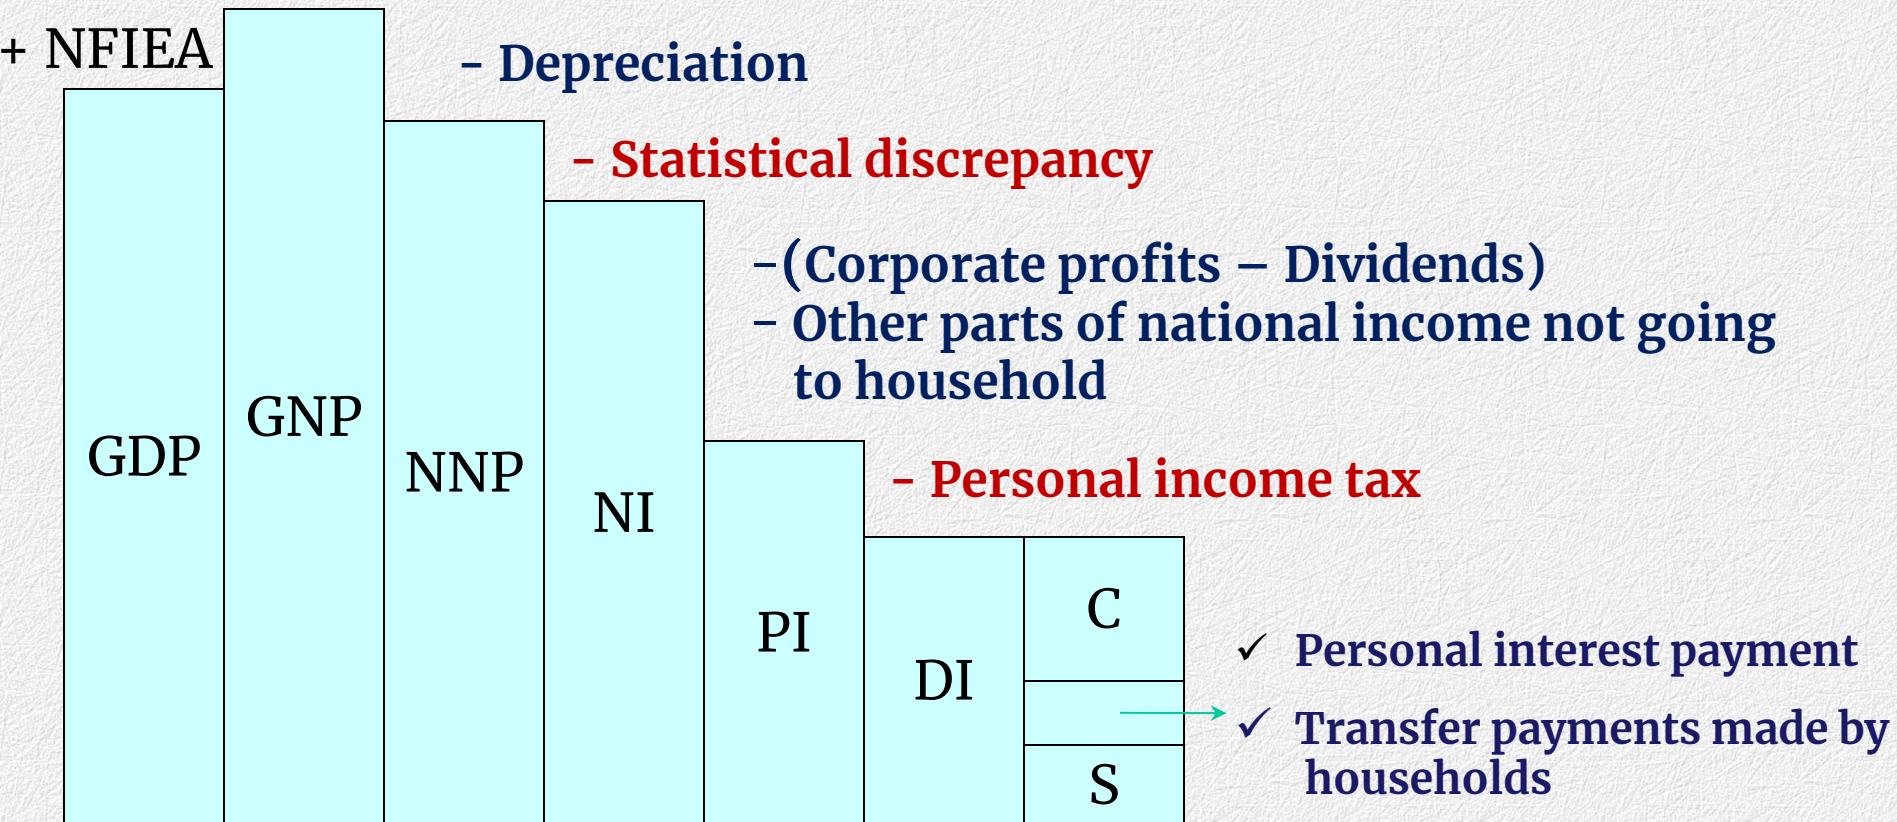 + NFIEA
- Depreciation
- Statistical discrepancy
-(Corporate profits – Dividends)
- Other parts of national income not going
to household
GNP
GDP
NNP
- Personal income tax
NI
C
PI
DI
✓ Personal interest payment
✓ Transfer payments made by
households
S